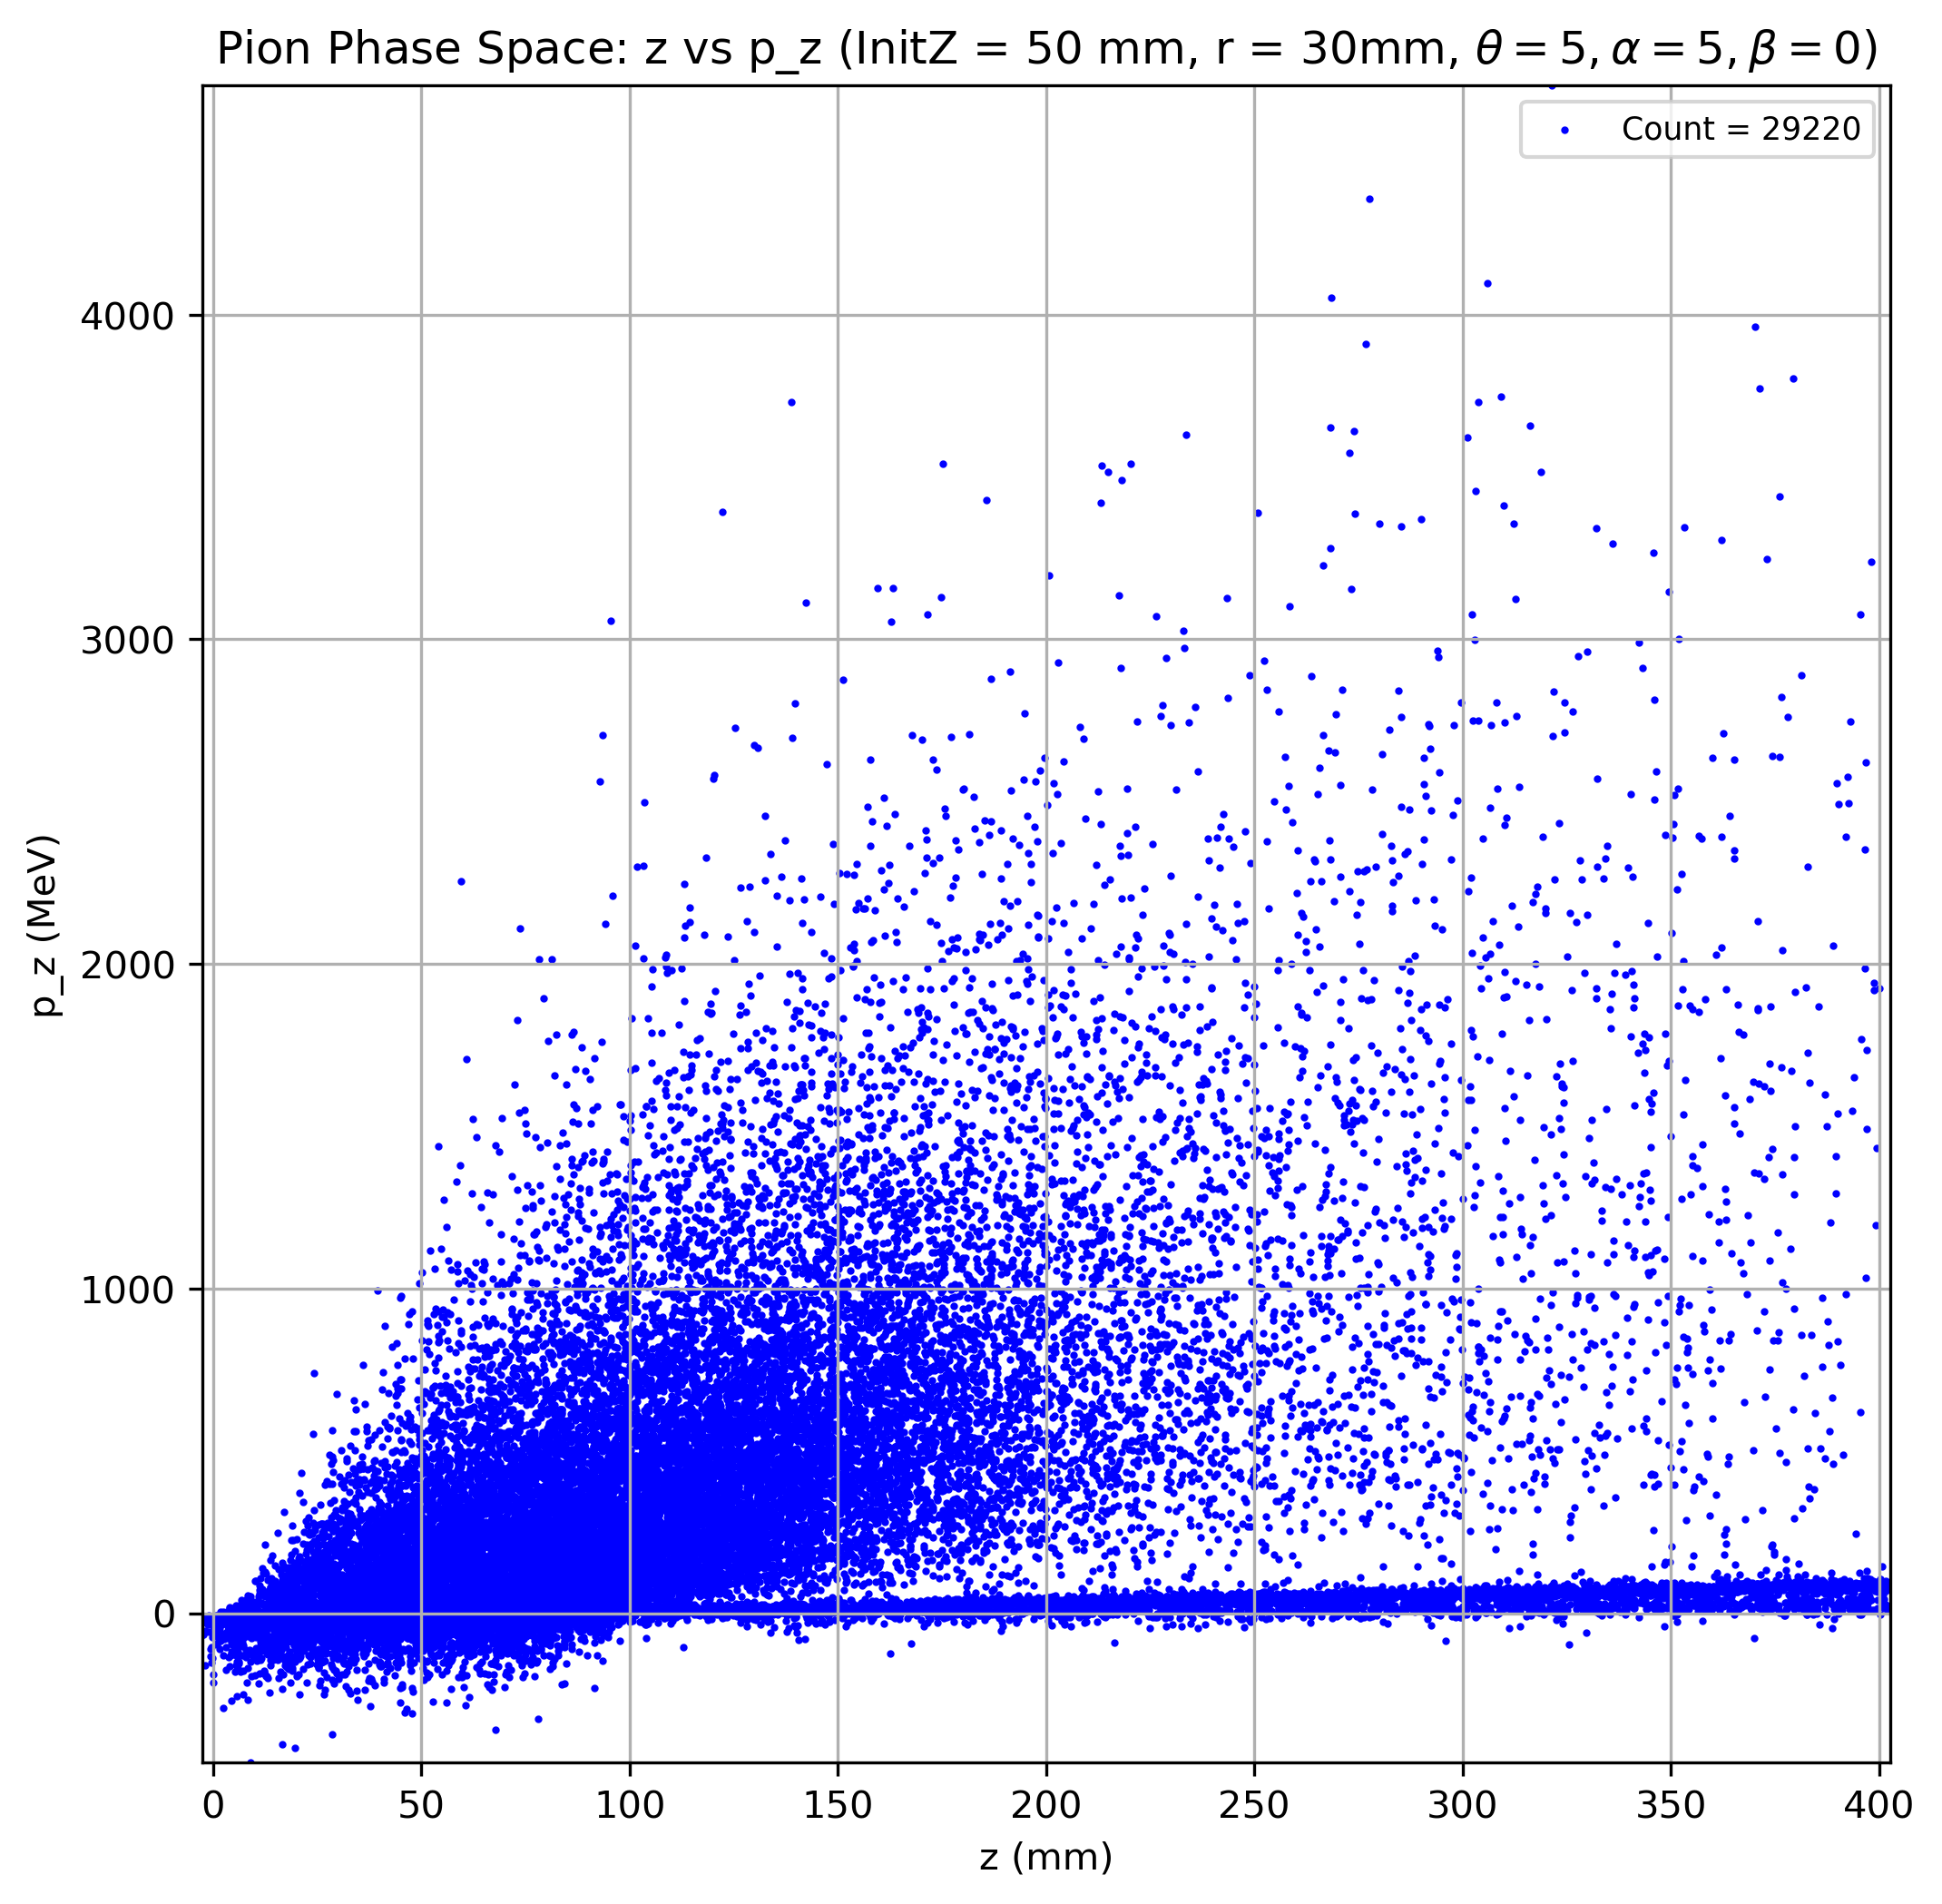 Pion Phase Space: z vs p_z (InitZ = 50 mm, r = 30mm, θ = 5, α = 5, β = 0)
Count = 29220
4000
3000
2000
1000
0
p_z (MeV)
0 50 100 150 200 250 300 350 400
z (mm)